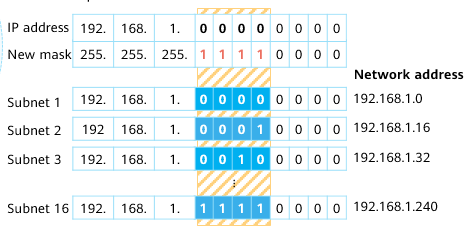 IP address 192. 168. 1. 0 0 0 0 0 0 0 0
New mask 255. 255. 255. 1 1 1 1 0 0 0 0
Network address
Subnet 1 192. 168. 1. 0 0 0 0 0 0 0 0 192.168.1.0
Subnet 2 192 168. 1. 0 0 0 1 0 0 0 0 192.168.1.16
Subnet 3 192. 168. 1. 0 0 1 0 0 0 0 0 192.168.1.32
⋮
Subnet 16 192. 168. 1. 1 1 1 1 0 0 0 0 192.168.1.240